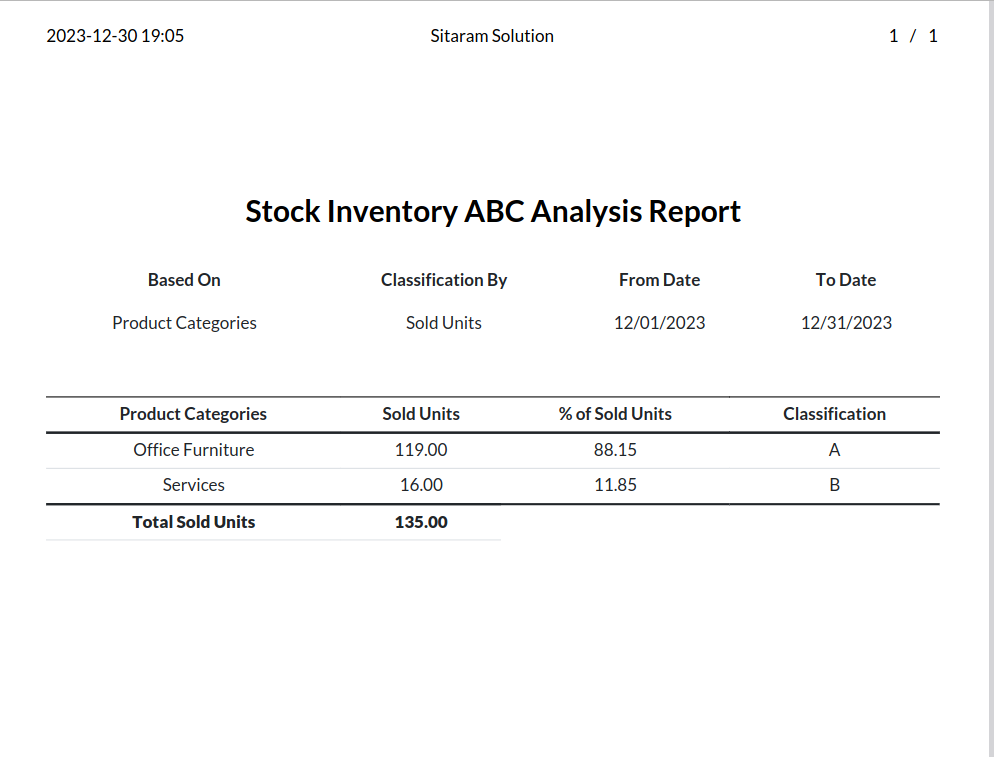 2023-12-30 19:05 Sitaram Solution 1 / 1
Stock Inventory ABC Analysis Report
Based On Classification By From Date To Date
Product Categories Sold Units 12/01/2023 12/31/2023
Product Categories Sold Units % of Sold Units Classification
Office Furniture 119.00 88.15 A
Services 16.00 11.85 B
Total Sold Units 135.00